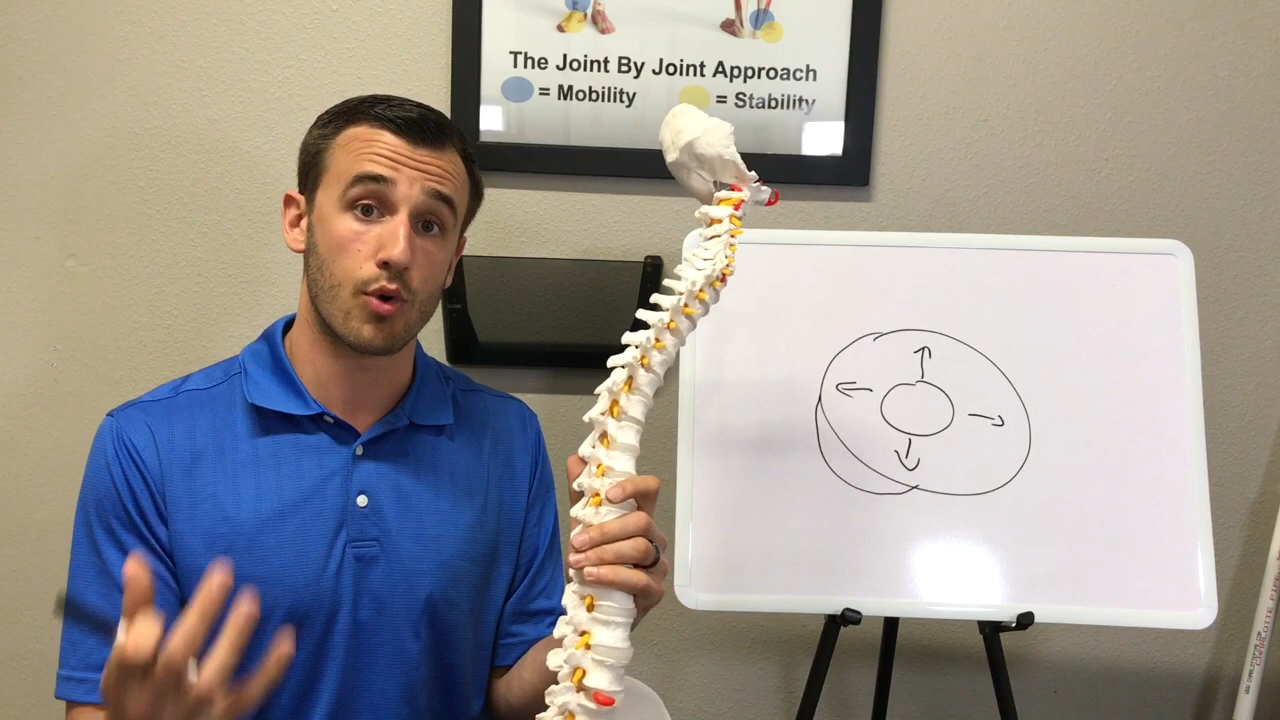 The Joint By Joint Approach
= Mobility = Stability